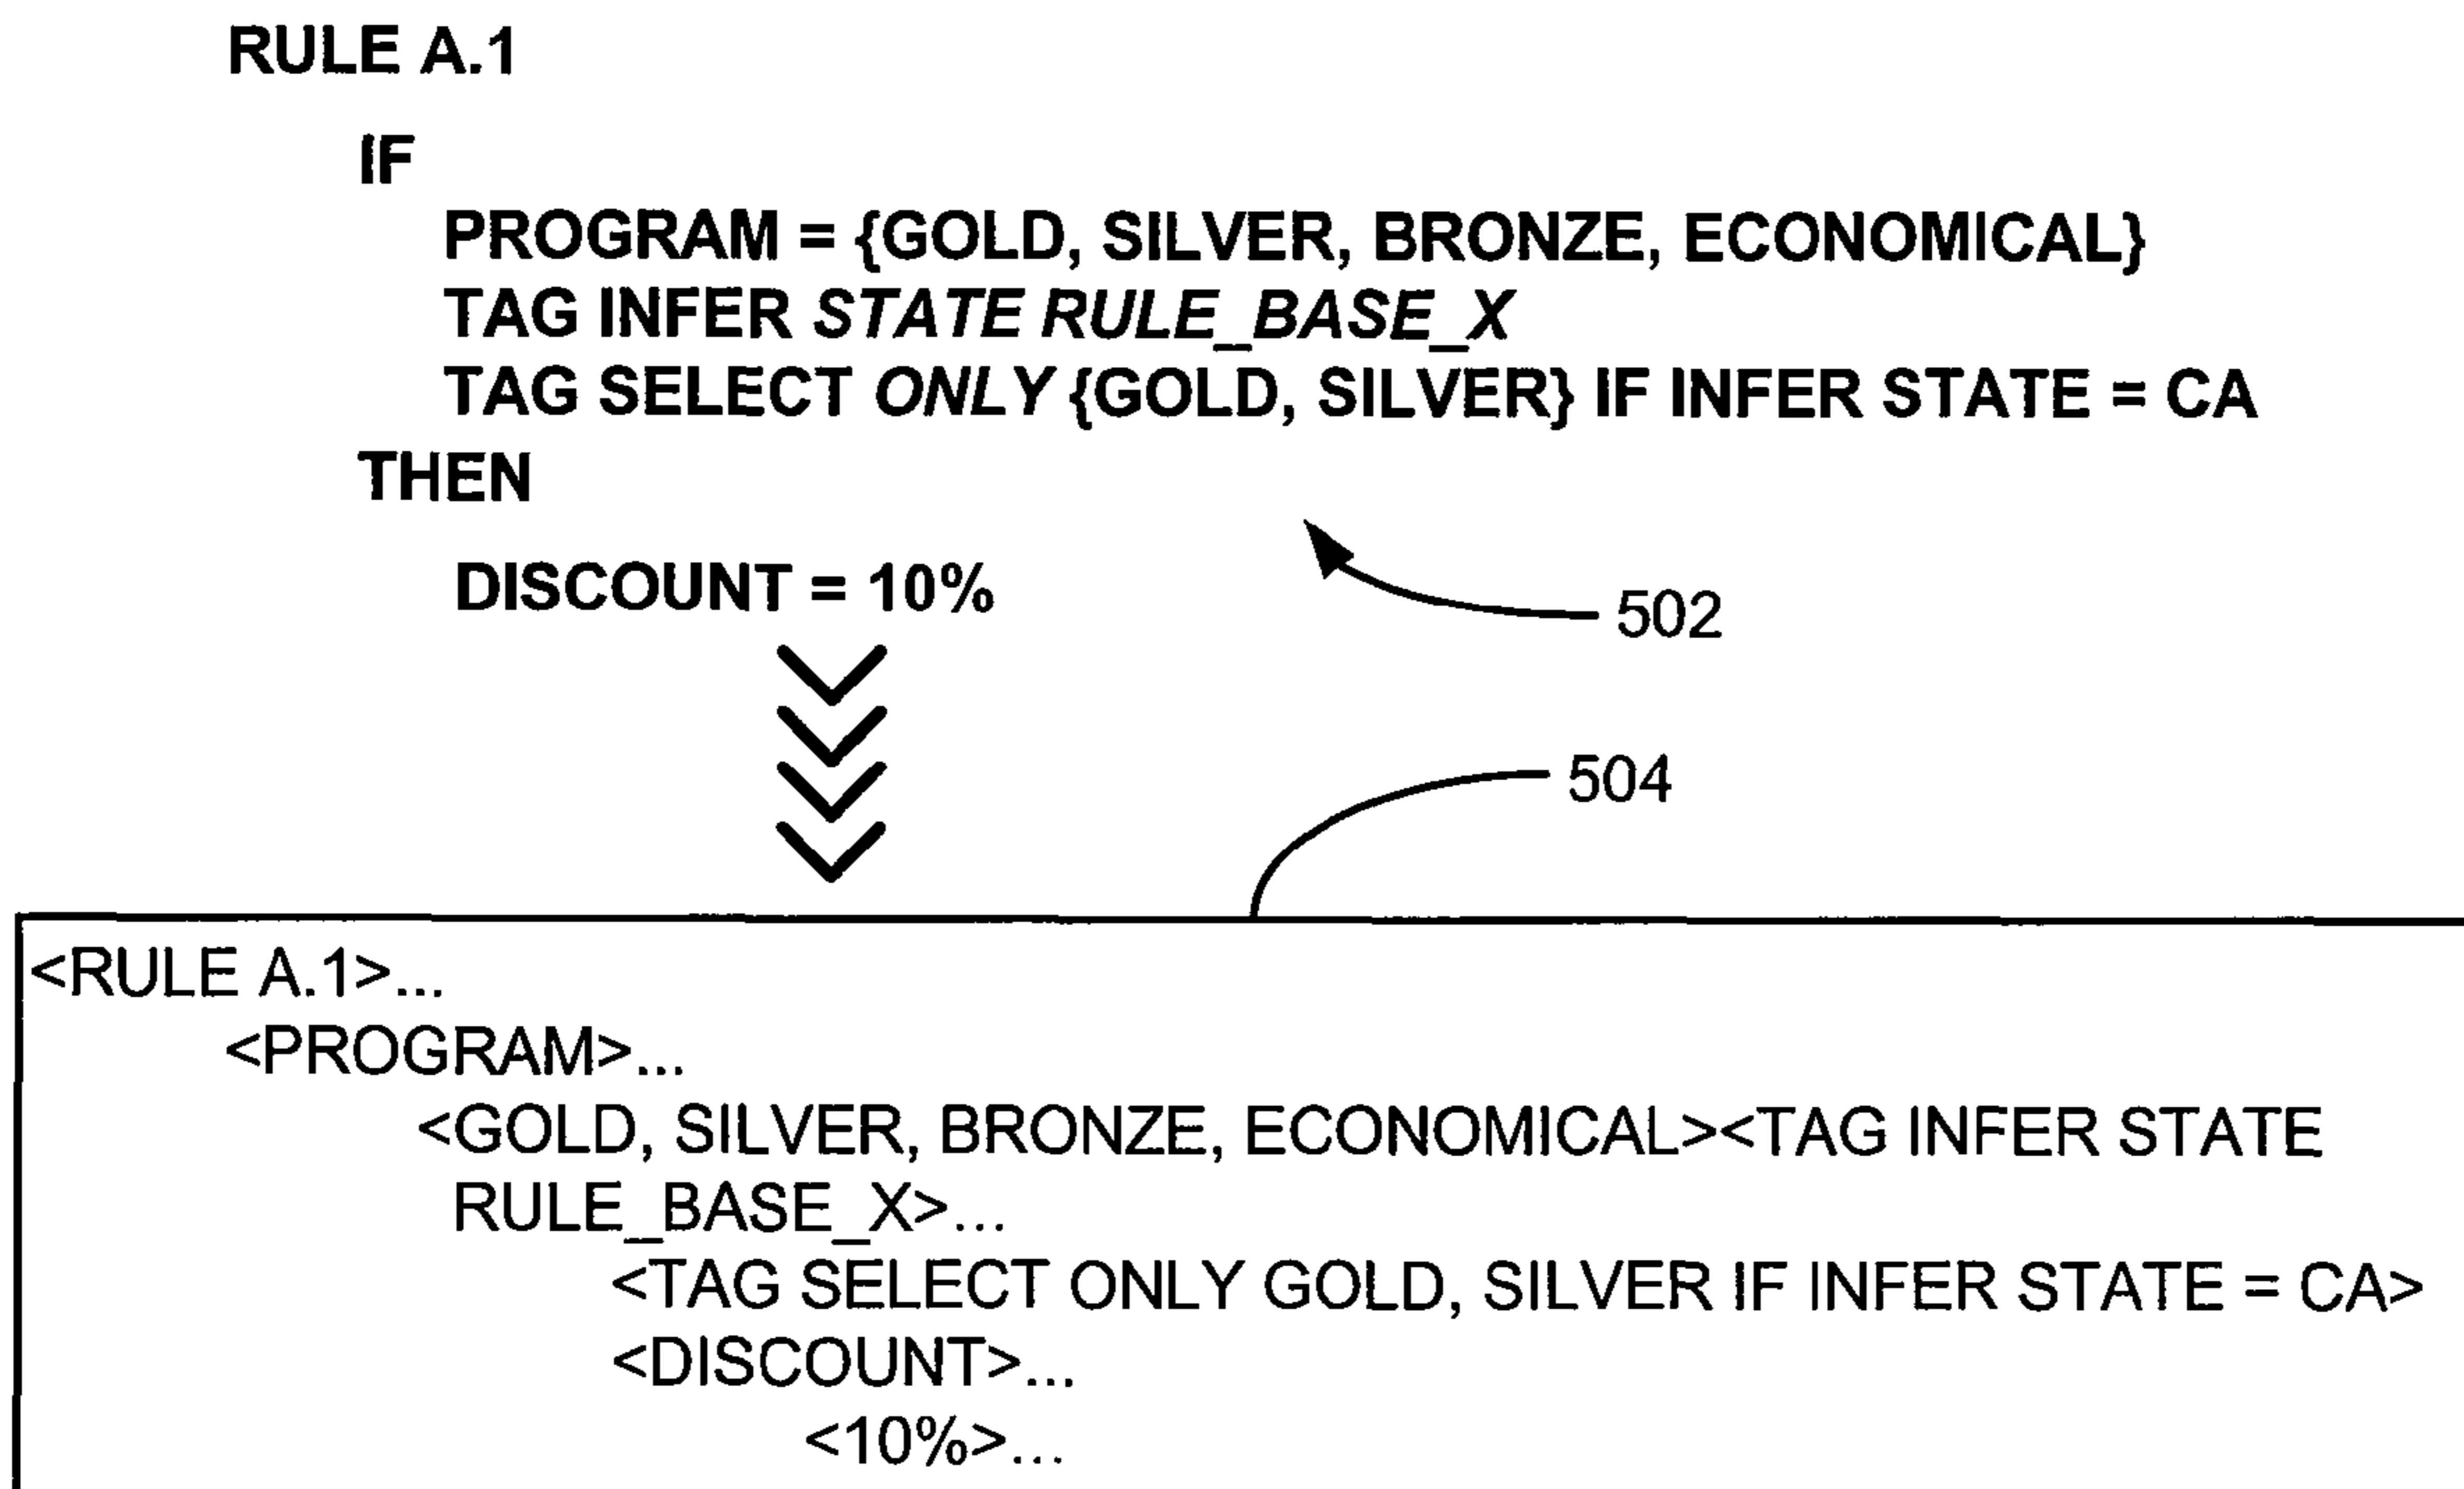 RULE A.1
IF
PROGRAM = {GOLD, SILVER, BRONZE, ECONOMICAL}
TAG INFER STATE RULE_BASE_X
TAG SELECT ONLY {GOLD, SILVER} IF INFER STATE = CA
THEN
DISCOUNT = 10%
502
504
<RULE A.1>...
<PROGRAM>...
<GOLD, SILVER, BRONZE, ECONOMICAL><TAG INFER STATE
RULE_BASE_X>...
<TAG SELECT ONLY GOLD, SILVER IF INFER STATE = CA>
<DISCOUNT>...
<10%>...